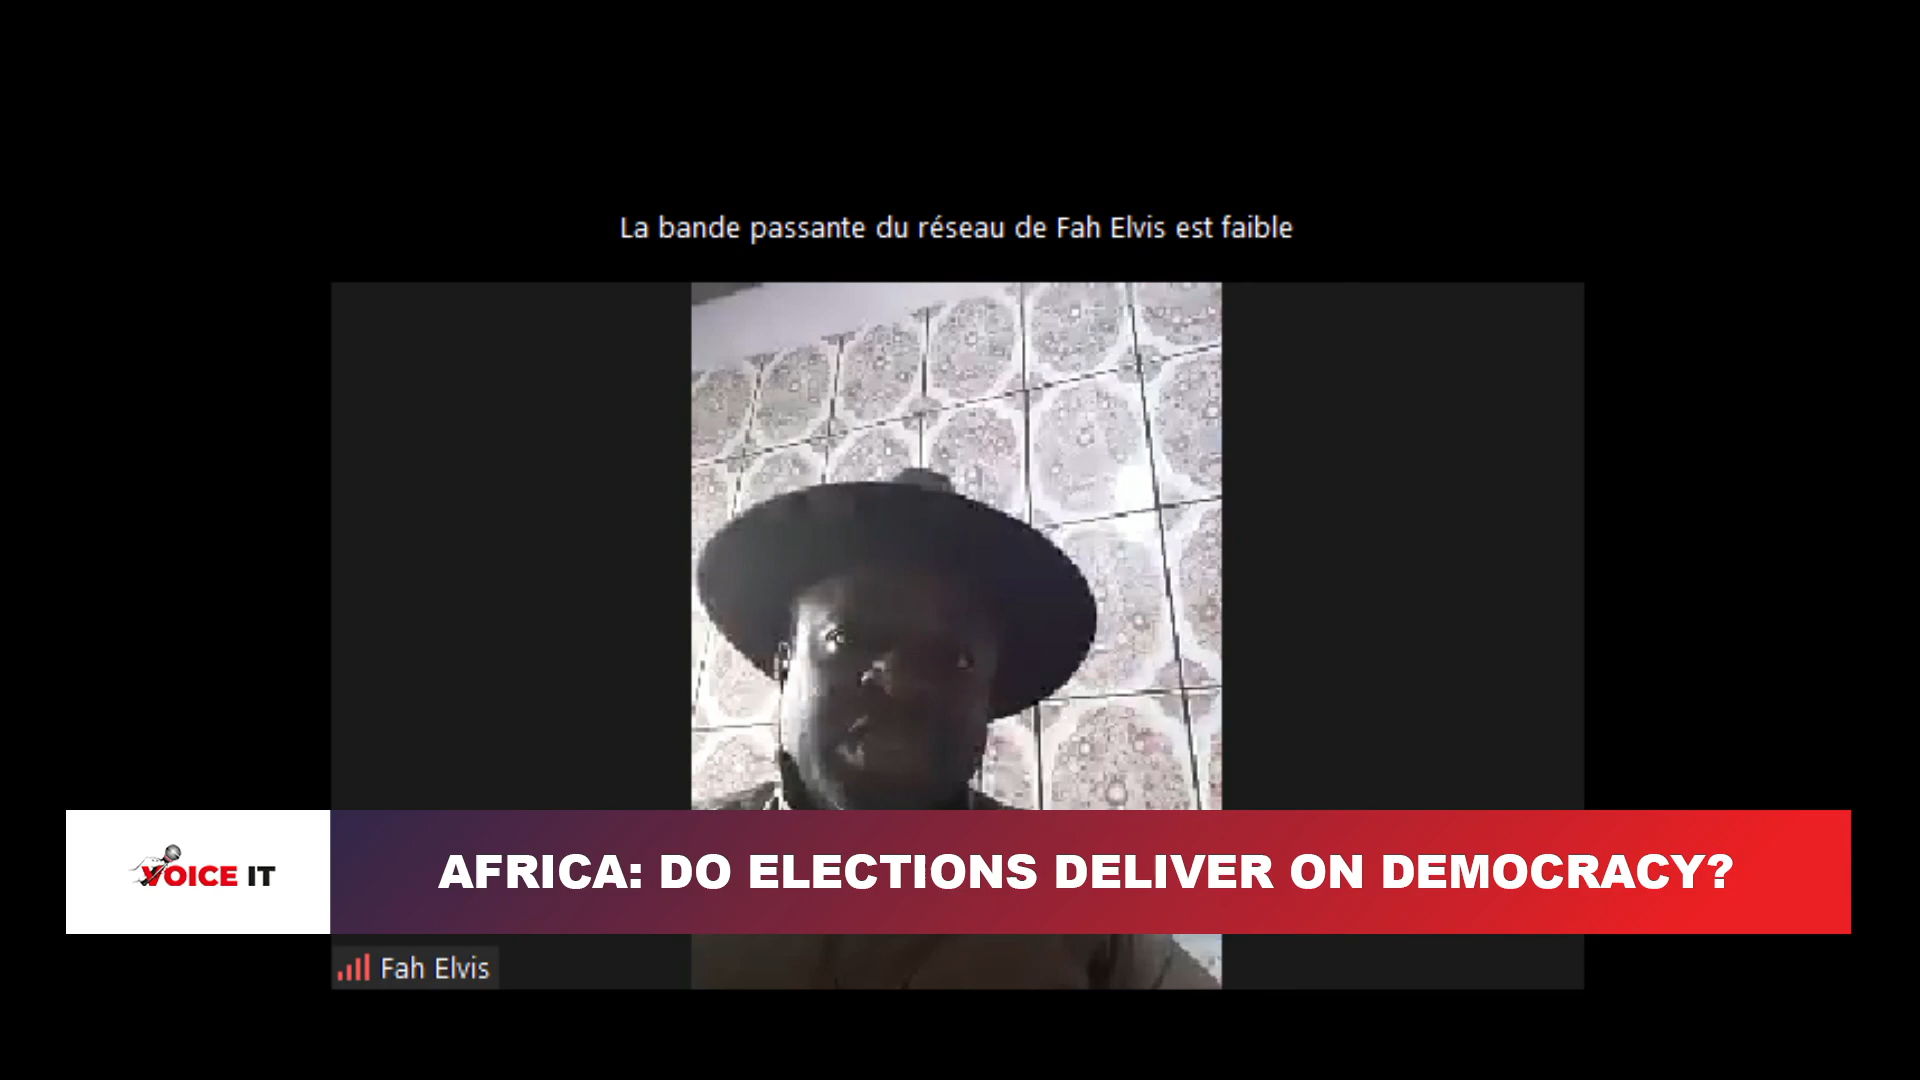 La bande passante du réseau de Fah Elvis est faible
VOICE IT
AFRICA: DO ELECTIONS DELIVER ON DEMOCRACY?
Fah Elvis